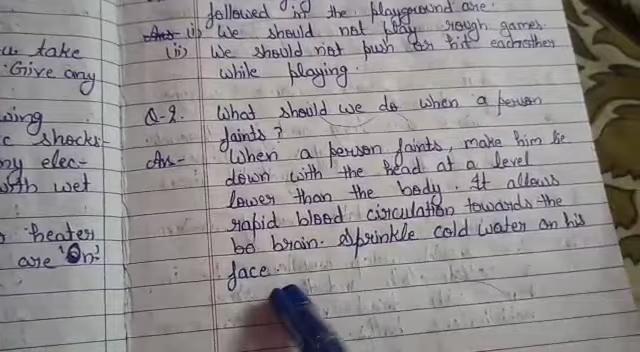 u take
Give any
wing
c shocks-
ny elec-
with wet
heater
are 'On'
followed in the playground are:
(i) We should not play rough games.
(ii) We should not push or hit eachother
while playing.
Q-2. What should we do when a person
faints?
Ans- When a person faints, make him lie
down with the head at a level
lower than the body. It allows
rapid blood circulation towards the
be brain. Sprinkle cold water on his
face.